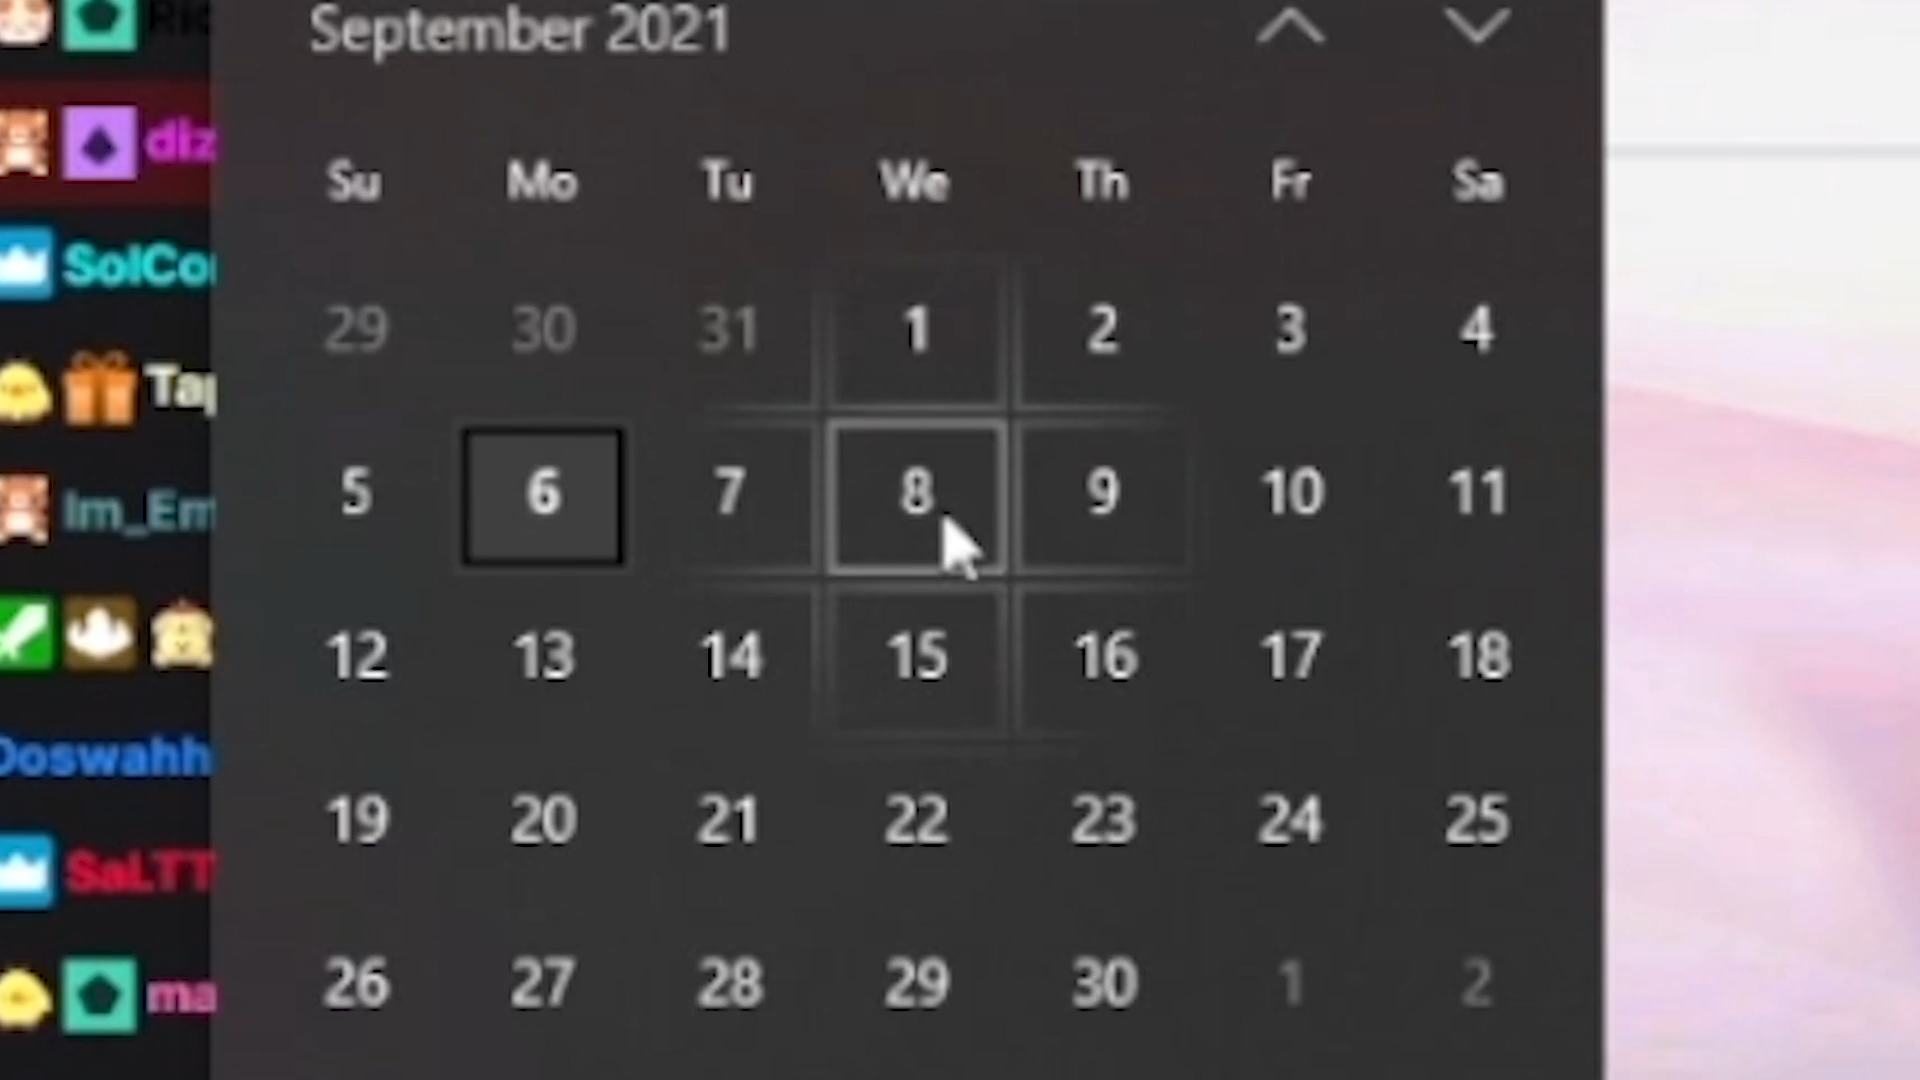 September 2021
Su Mo Tu We Th Fr Sa
29 30 31 1 2 3 4
5 6 7 8 9 10 11
12 13 14 15 16 17 18
19 20 21 22 23 24 25
26 27 28 29 30 1 2
Ric
diz
SolCo
Ta
Im_Em
Doswahh
SaLTT
ma